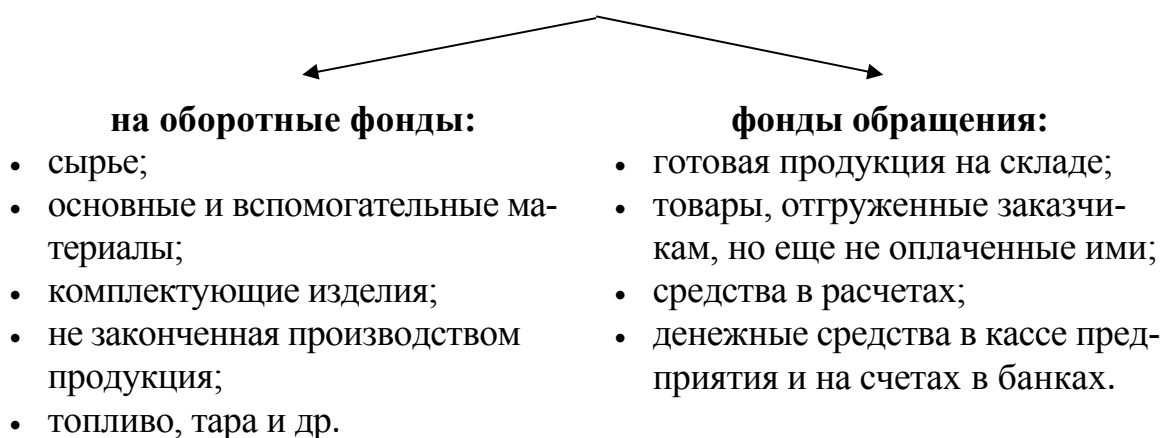 на оборотные фонды:
• сырье;
• основные и вспомогательные ма-
териалы;
• комплектующие изделия;
• не законченная производством
продукция;
• топливо, тара и др.
фонды обращения:
• готовая продукция на складе;
• товары, отгруженные заказчи-
кам, но еще не оплаченные ими;
• средства в расчетах;
• денежные средства в кассе пред-
приятия и на счетах в банках.